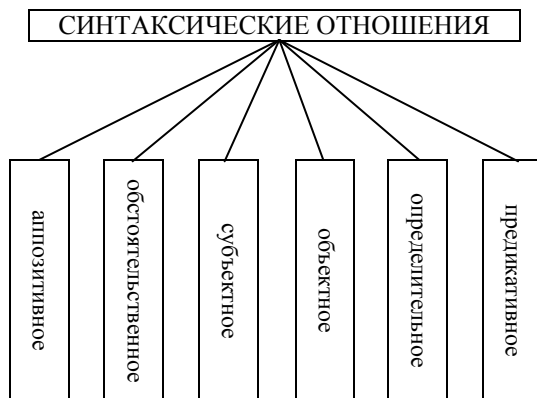 СИНТАКСИЧЕСКИЕ ОТНОШЕНИЯ
аппозитивное
обстоятельственное
субъектное
объектное
определительное
предикативное